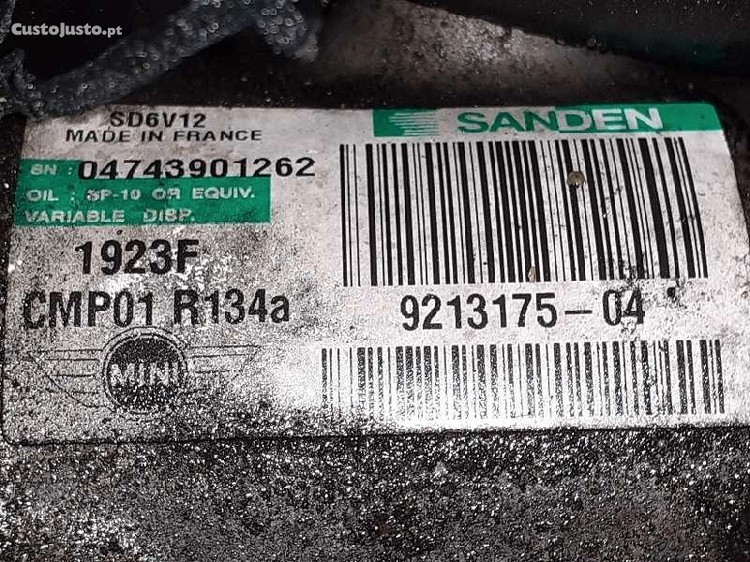 CustoJusto.pt
SD6V12
MADE IN FRANCE
SANDEN
SN : 04743901262
OIL : SP-10 OR EQUIV.
VARIABLE DISP.
1923F
CMP01 R134a
9213175-04
MINI